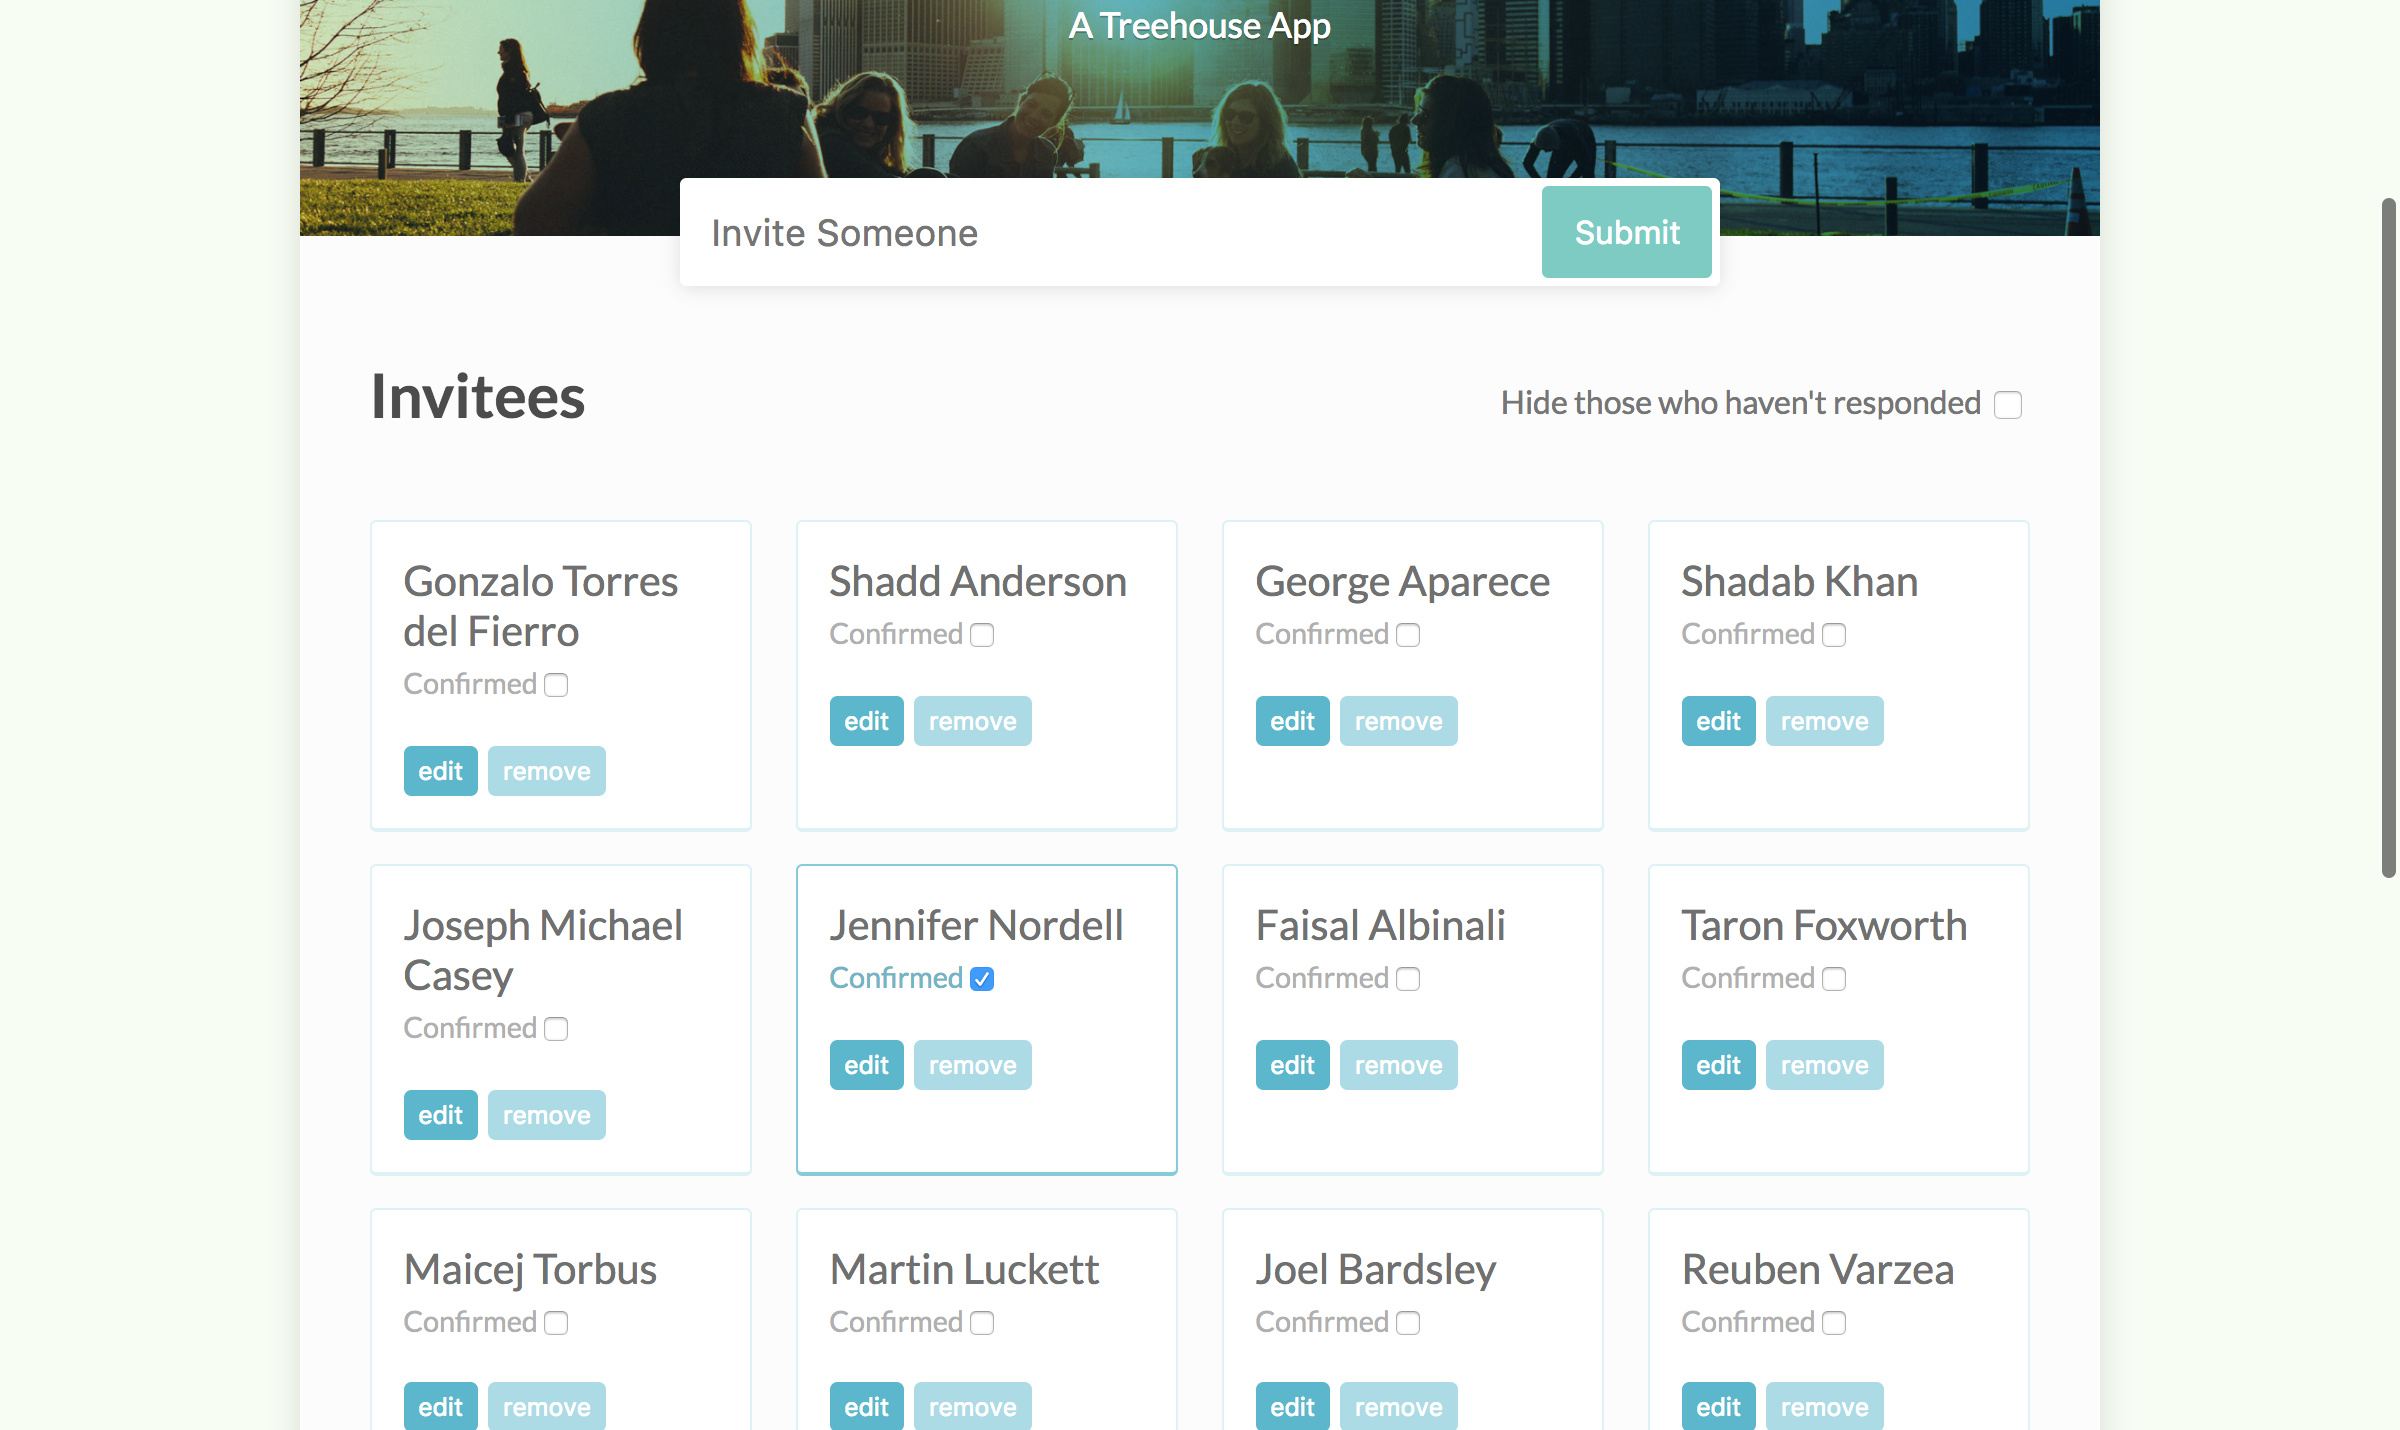 A Treehouse App
Invite Someone
Submit
Invitees
Hide those who haven't responded
Gonzalo Torres
del Fierro
Confirmed
edit remove
Shadd Anderson
Confirmed
edit remove
George Aparece
Confirmed
edit remove
Shadab Khan
Confirmed
edit remove
Joseph Michael
Casey
Confirmed
edit remove
Jennifer Nordell
Confirmed
edit remove
Faisal Albinali
Confirmed
edit remove
Taron Foxworth
Confirmed
edit remove
Maicej Torbus
Confirmed
edit remove
Martin Luckett
Confirmed
edit remove
Joel Bardsley
Confirmed
edit remove
Reuben Varzea
Confirmed
edit remove